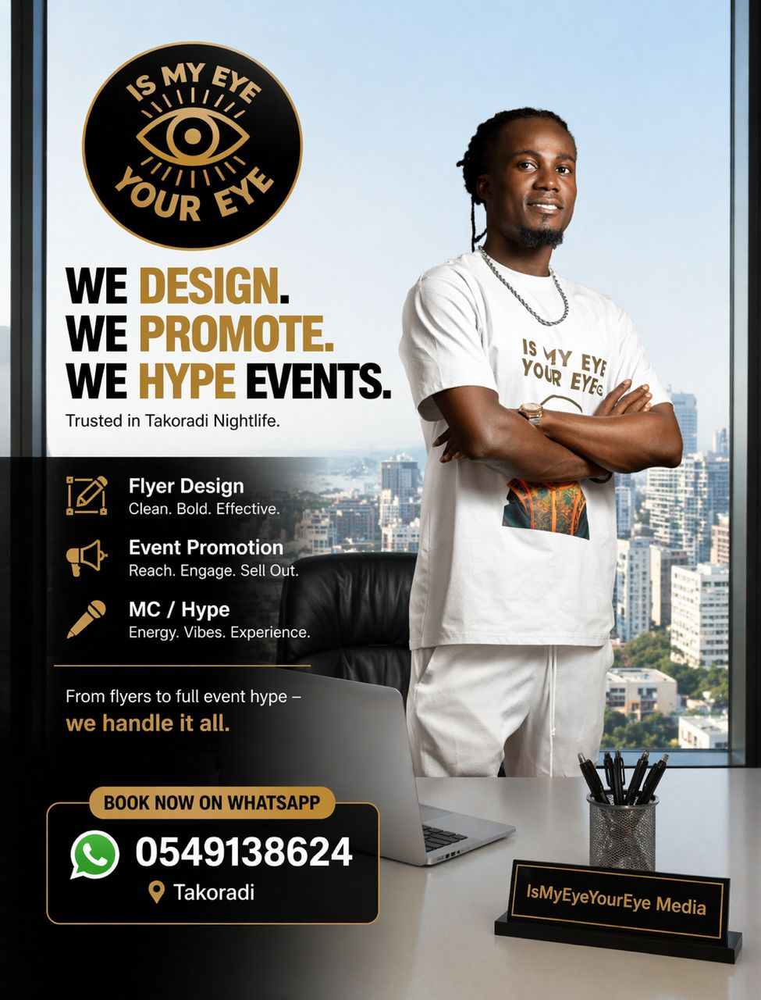 IS MY EYE
YOUR EYE
WE DESIGN.
WE PROMOTE.
WE HYPE EVENTS.
Trusted in Takoradi Nightlife.
Flyer Design
Clean. Bold. Effective.
Event Promotion
Reach. Engage. Sell Out.
MC / Hype
Energy. Vibes. Experience.
From flyers to full event hype –
we handle it all.
BOOK NOW ON WHATSAPP
0549138624
Takoradi
IS MY EYE
YOUR EYE
IsMyEyeYourEye Media